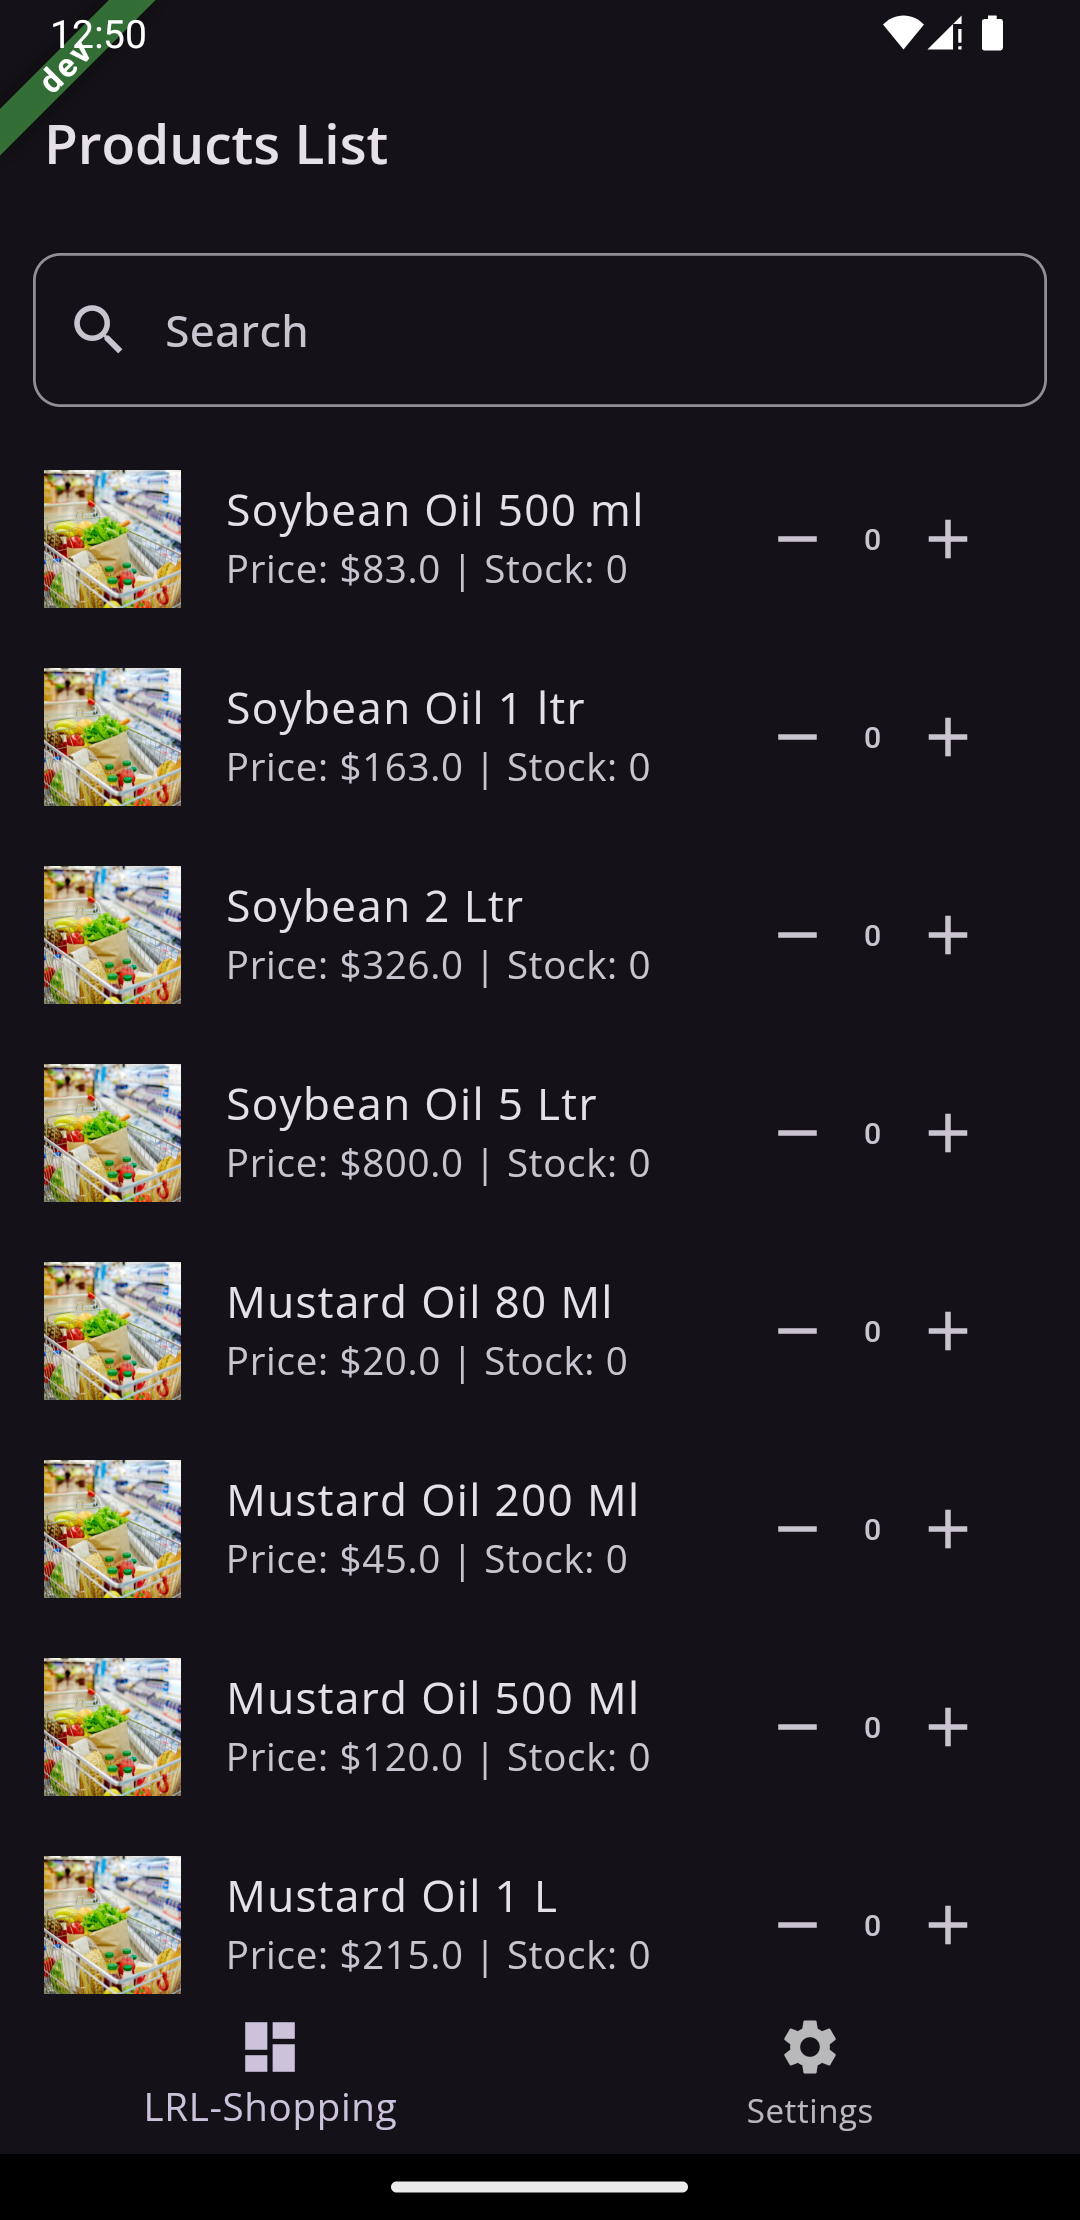 12:50
dev
Products List
Search
Soybean Oil 500 ml
Price: $83.0 | Stock: 0
0
Soybean Oil 1 ltr
Price: $163.0 | Stock: 0
0
Soybean 2 Ltr
Price: $326.0 | Stock: 0
0
Soybean Oil 5 Ltr
Price: $800.0 | Stock: 0
0
Mustard Oil 80 Ml
Price: $20.0 | Stock: 0
0
Mustard Oil 200 Ml
Price: $45.0 | Stock: 0
0
Mustard Oil 500 Ml
Price: $120.0 | Stock: 0
0
Mustard Oil 1 L
Price: $215.0 | Stock: 0
0
LRL-Shopping
Settings